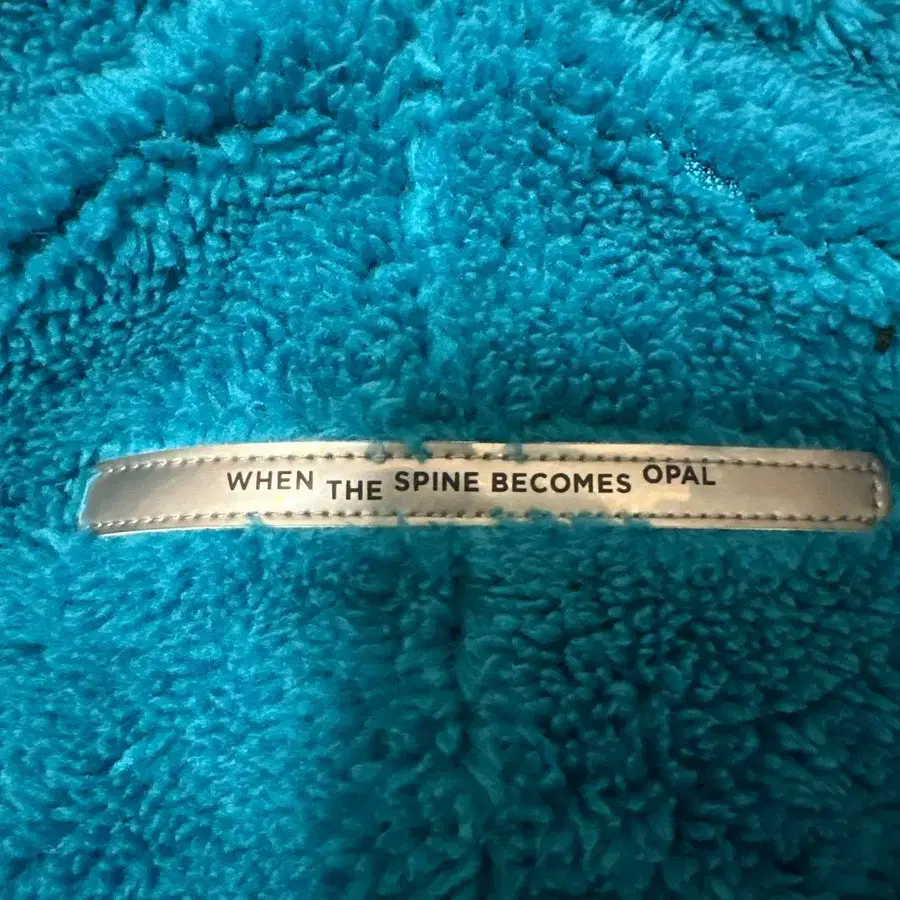 WHEN THE SPINE BECOMES OPAL